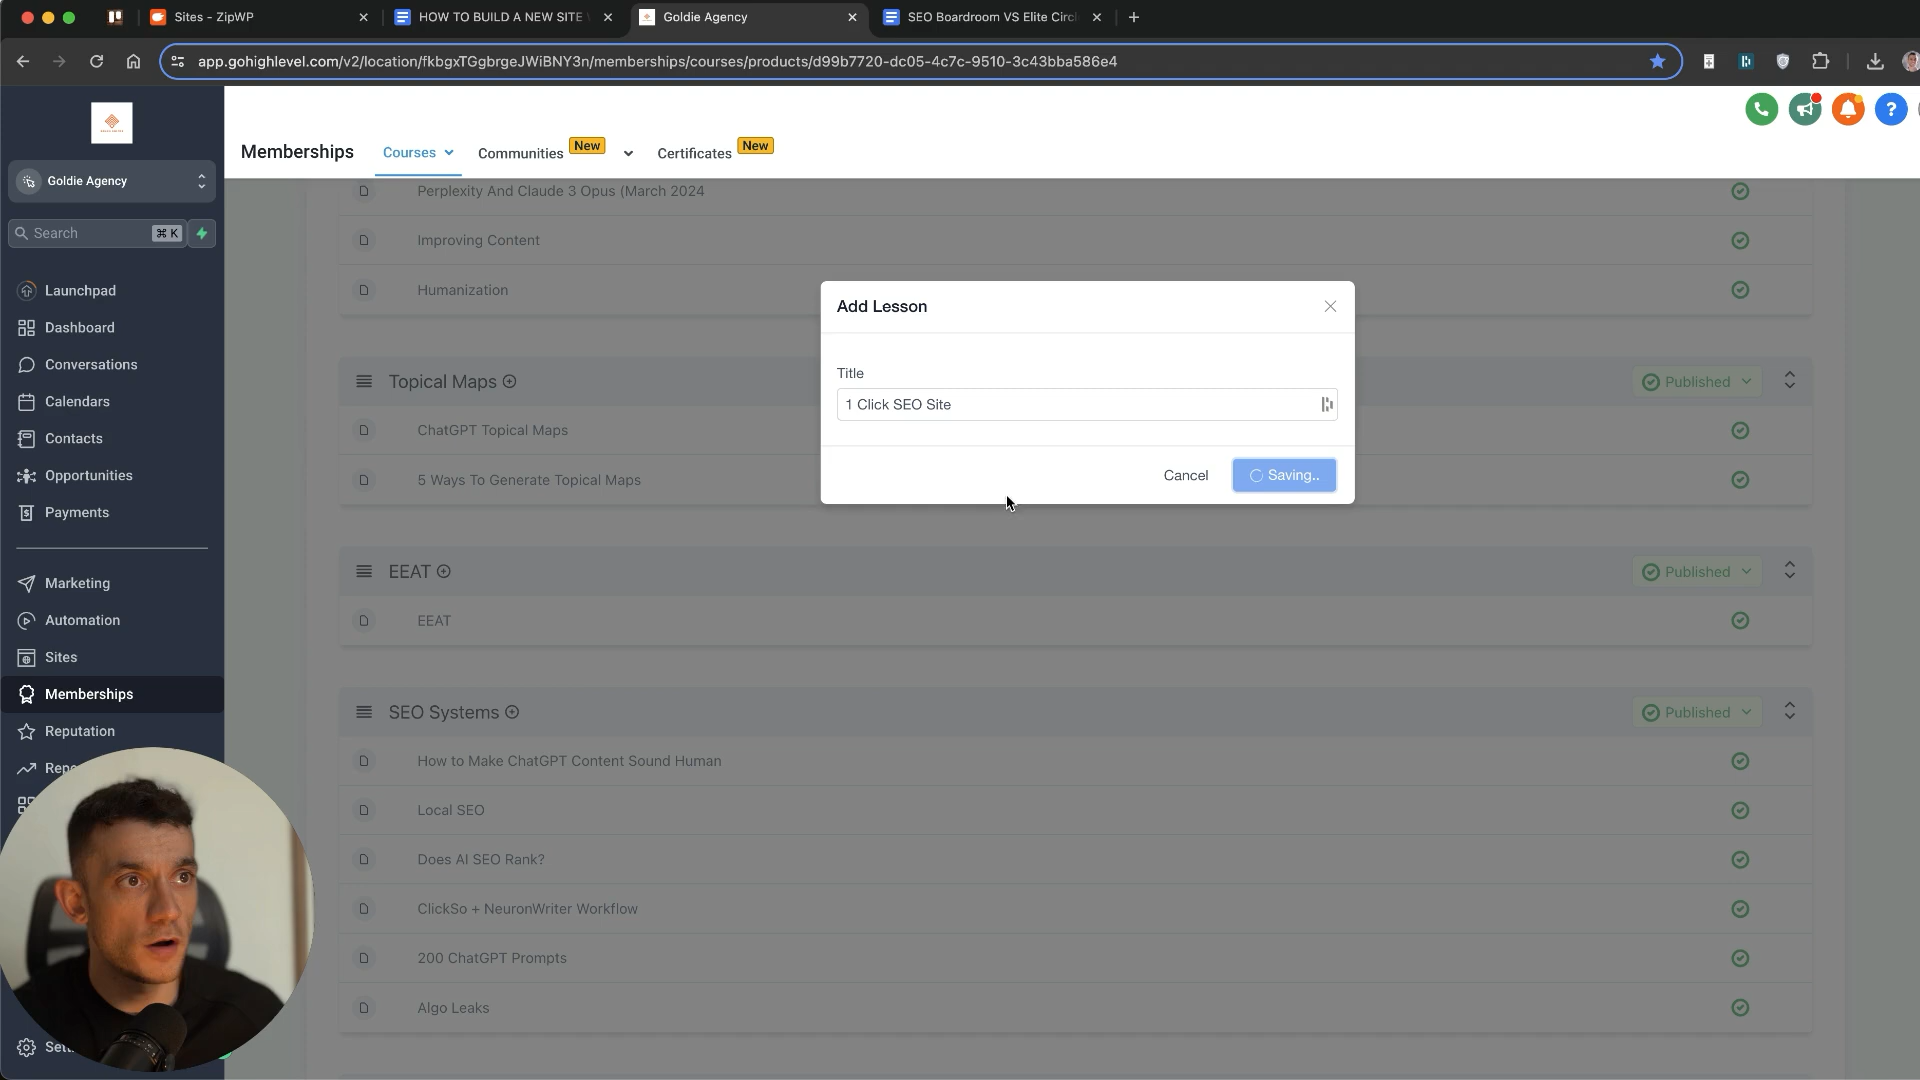 Sites - ZipWP
HOW TO BUILD A NEW SITE
Goldie Agency
SEO Boardroom VS Elite Circl
app.gohighlevel.com/v2/location/fkbgxTGgbrgeJWiBNY3n/memberships/courses/products/d99b7720-dc05-4c7c-9510-3c43bba586e4
Memberships
Courses
Communities
New
Certificates
New
Goldie Agency
Search
⌘ K
Launchpad
Dashboard
Conversations
Calendars
Contacts
Opportunities
Payments
Marketing
Automation
Sites
Memberships
Reputation
Repo
Sett
Perplexity And Claude 3 Opus (March 2024
Improving Content
Humanization
Topical Maps
Published
ChatGPT Topical Maps
5 Ways To Generate Topical Maps
EEAT
Published
EEAT
SEO Systems
Published
How to Make ChatGPT Content Sound Human
Local SEO
Does AI SEO Rank?
ClickSo + NeuronWriter Workflow
200 ChatGPT Prompts
Algo Leaks
Add Lesson
Title
1 Click SEO Site
Cancel
Saving..